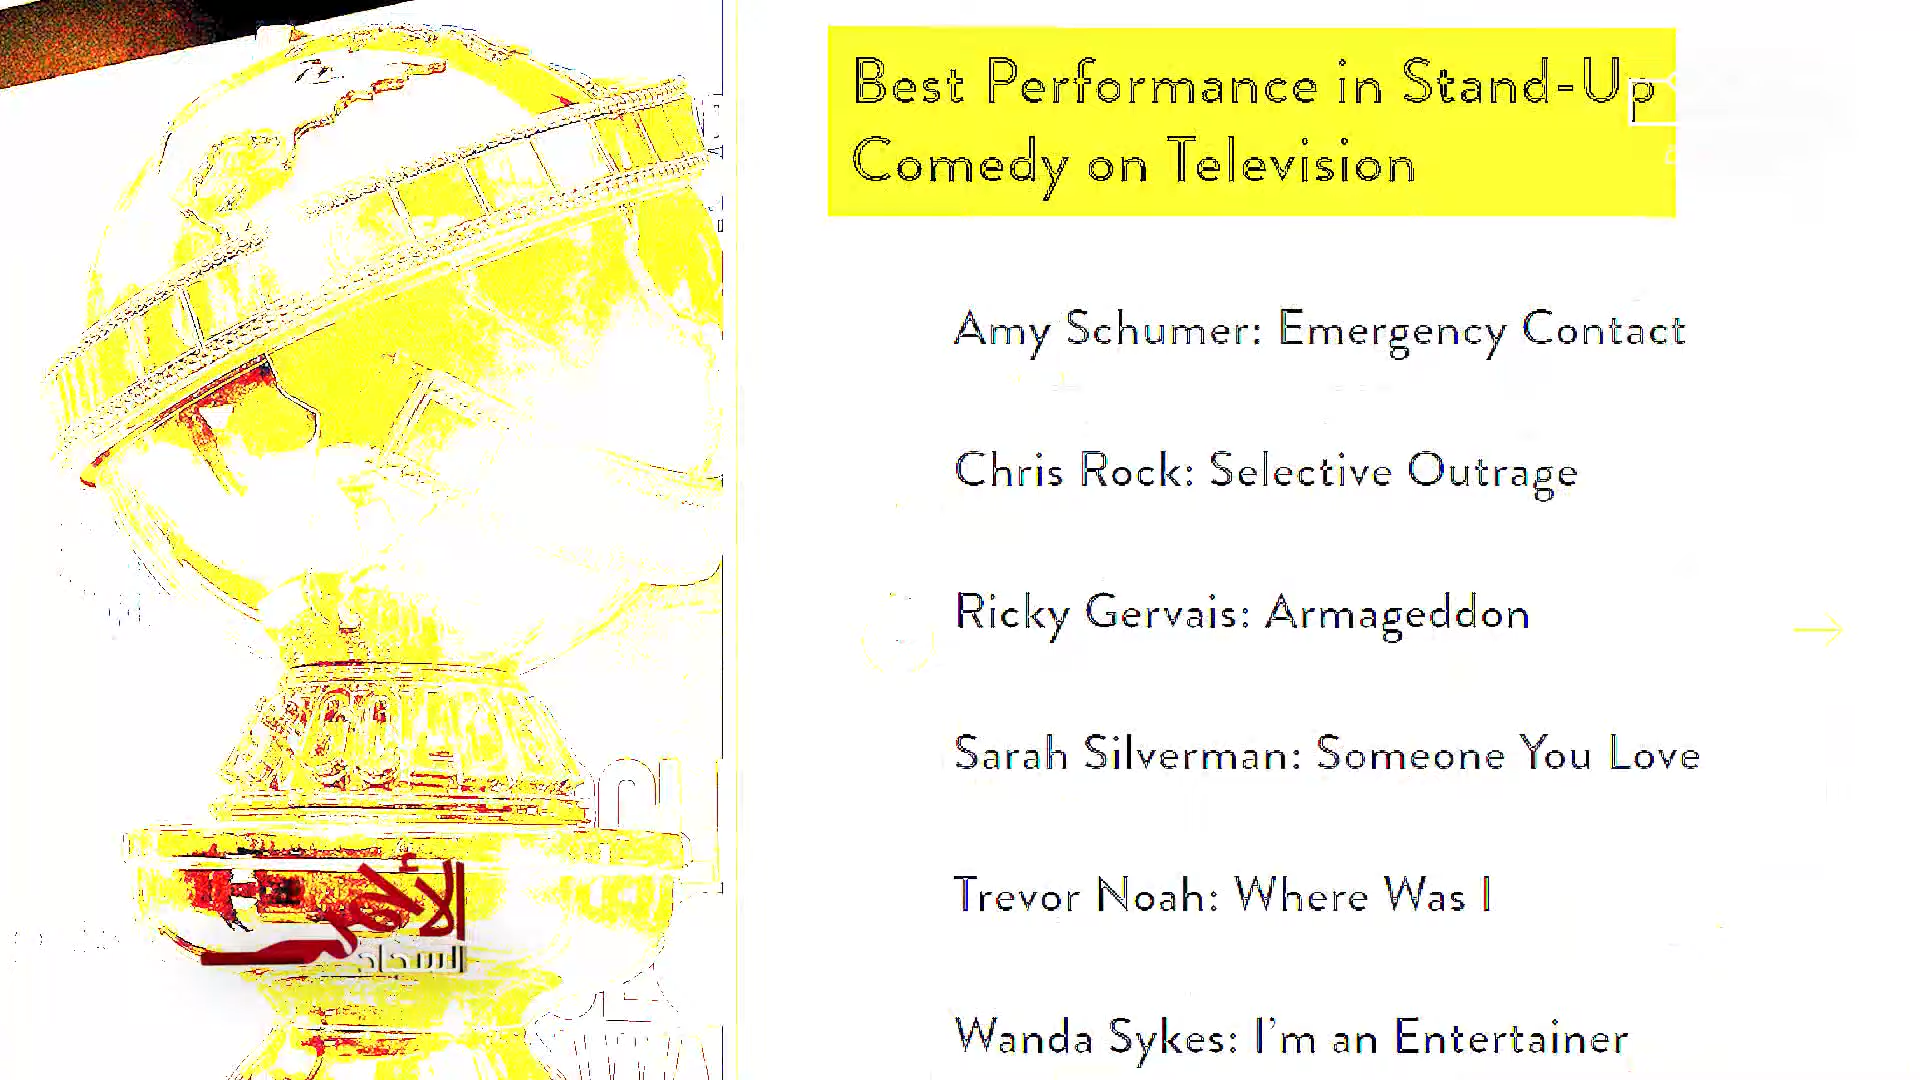 Best Performance in Stand-Up
Comedy on Television
Amy Schumer: Emergency Contact
Chris Rock: Selective Outrage
Ricky Gervais: Armageddon
Sarah Silverman: Someone You Love
Trevor Noah: Where Was I
Wanda Sykes: I'm an Entertainer
الأهلي